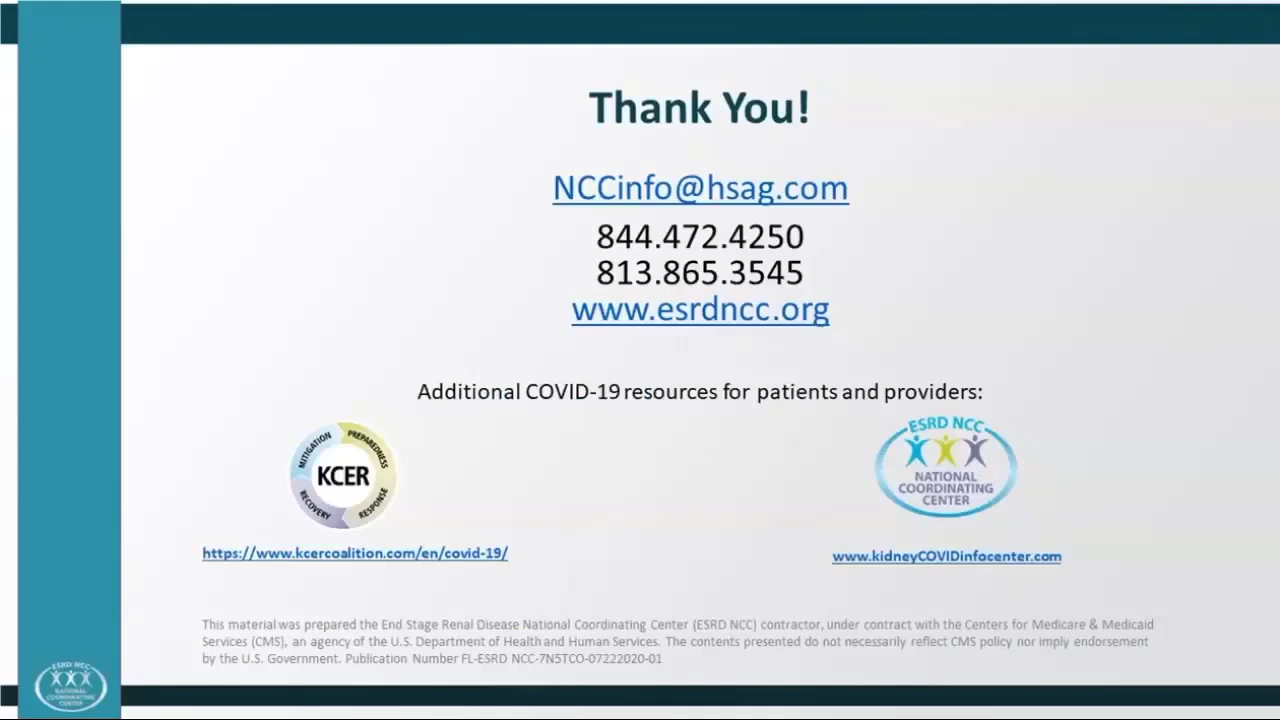 Thank You!
NCCinfo@hsag.com
844.472.4250
813.865.3545
www.esrdncc.org
Additional COVID-19 resources for patients and providers:
MITIGATION
PREPAREDNESS
KCER
RECOVERY
RESPONSE
ESRD NCC
NATIONAL
COORDINATING
CENTER
https://www.kcercoalition.com/en/covid-19/
www.kidneyCOVIDinfocenter.com
This material was prepared the End Stage Renal Disease National Coordinating Center (ESRD NCC) contractor, under contract with the Centers for Medicare & Medicaid
Services (CMS), an agency of the U.S. Department of Health and Human Services. The contents presented do not necessarily reflect CMS policy nor imply endorsement
by the U.S. Government. Publication Number FL-ESRD NCC-7N5TCO-07222020-01
ESRD NCC
NATIONAL
COORDINATING
CENTER